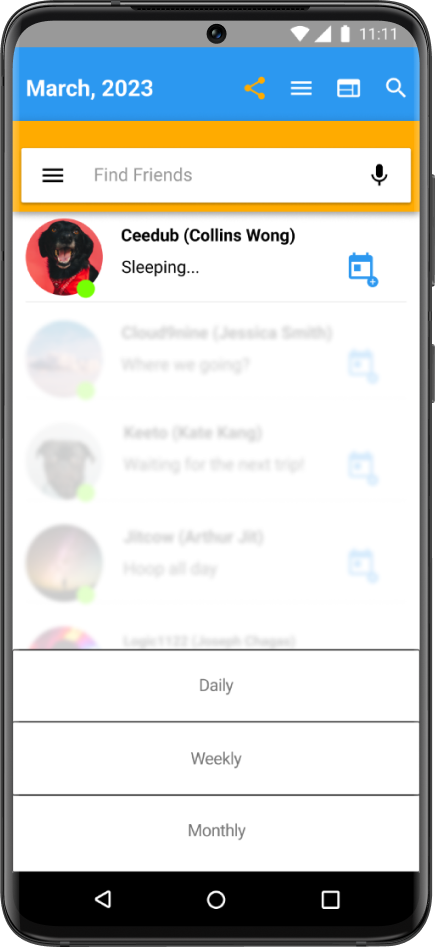 11:11
March, 2023
Find Friends
Ceedub (Collins Wong)
Sleeping...
Cloud9nine (Jessica Smith)
Where we going?
Keeto (Kate Kang)
Waiting for the next trip!
Jitcow (Arthur Jit)
Hoop all day
Logic1122 (Joseph Chagas)
Daily
Weekly
Monthly